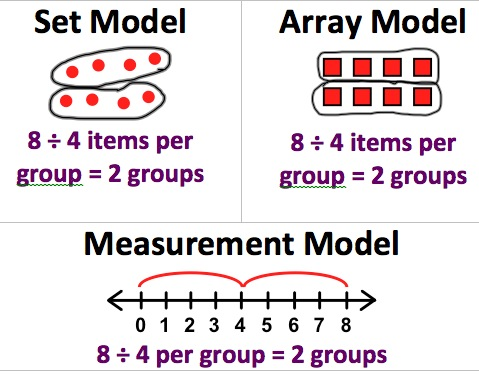 Set Model
8 ÷ 4 items per
group = 2 groups
Array Model
8 ÷ 4 items per
group = 2 groups
Measurement Model
0 1 2 3 4 5 6 7 8
8 ÷ 4 per group = 2 groups